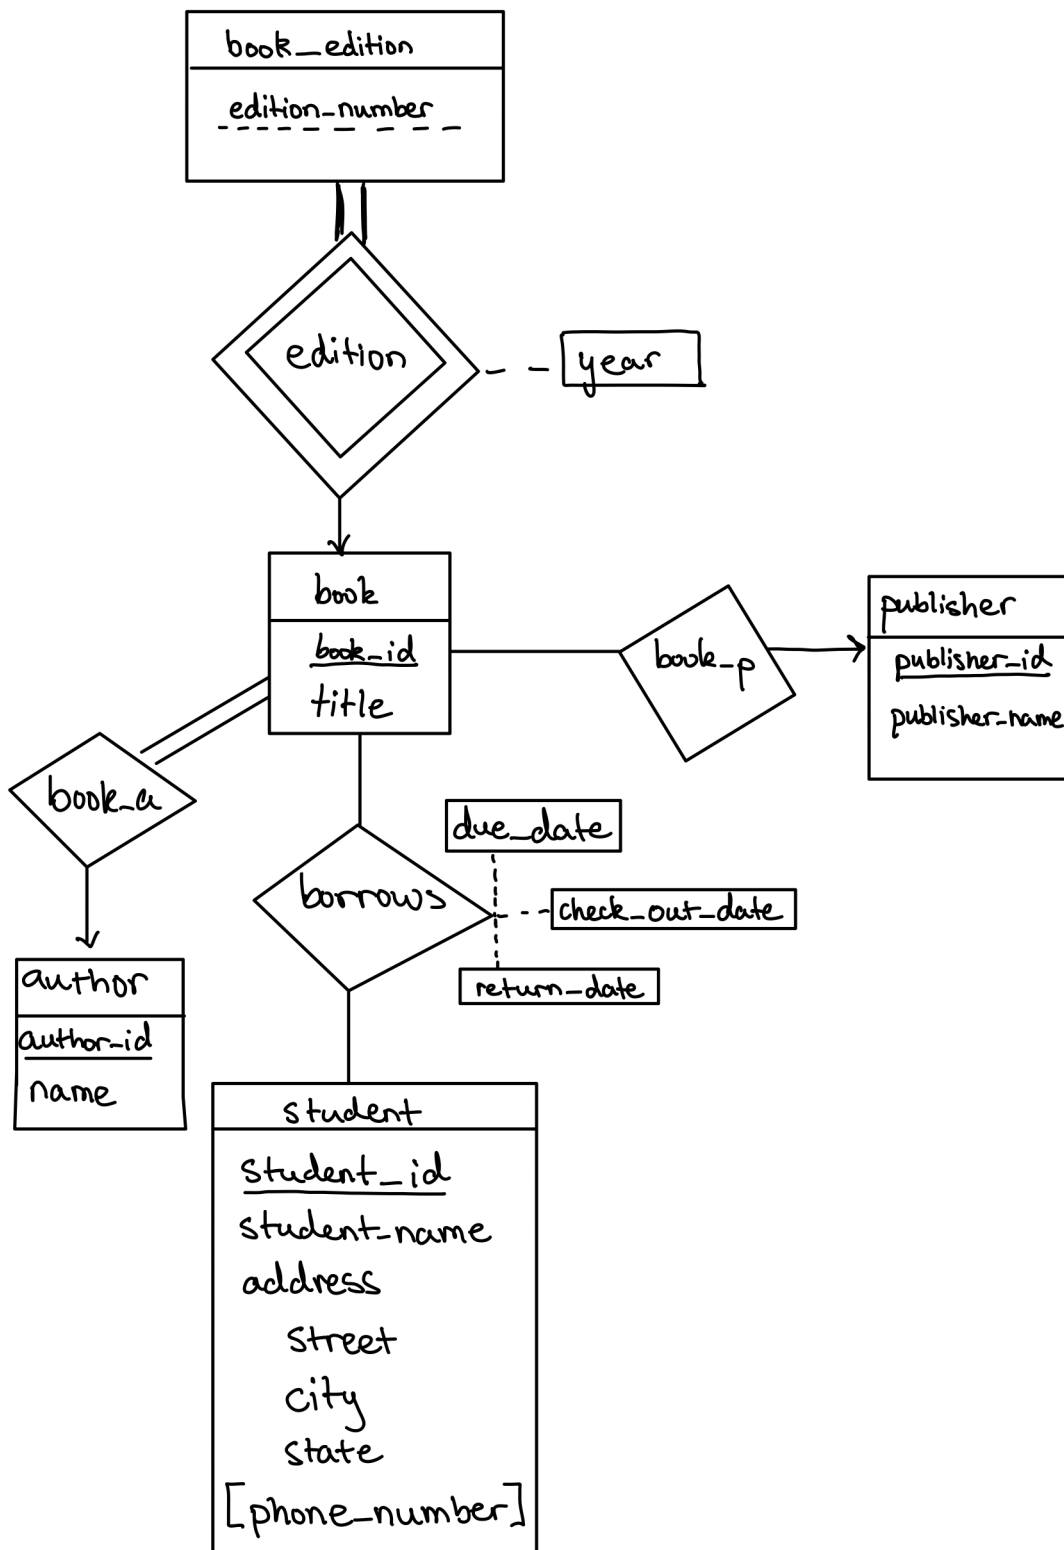 book_edition
edition_number
edition
year
book
book_id
title
book_p
publisher
publisher_id
publisher_name
book_a
due_date
borrows
check_out_date
return_date
author
author_id
name
student
student_id
student_name
address
street
city
state
[phone_number]